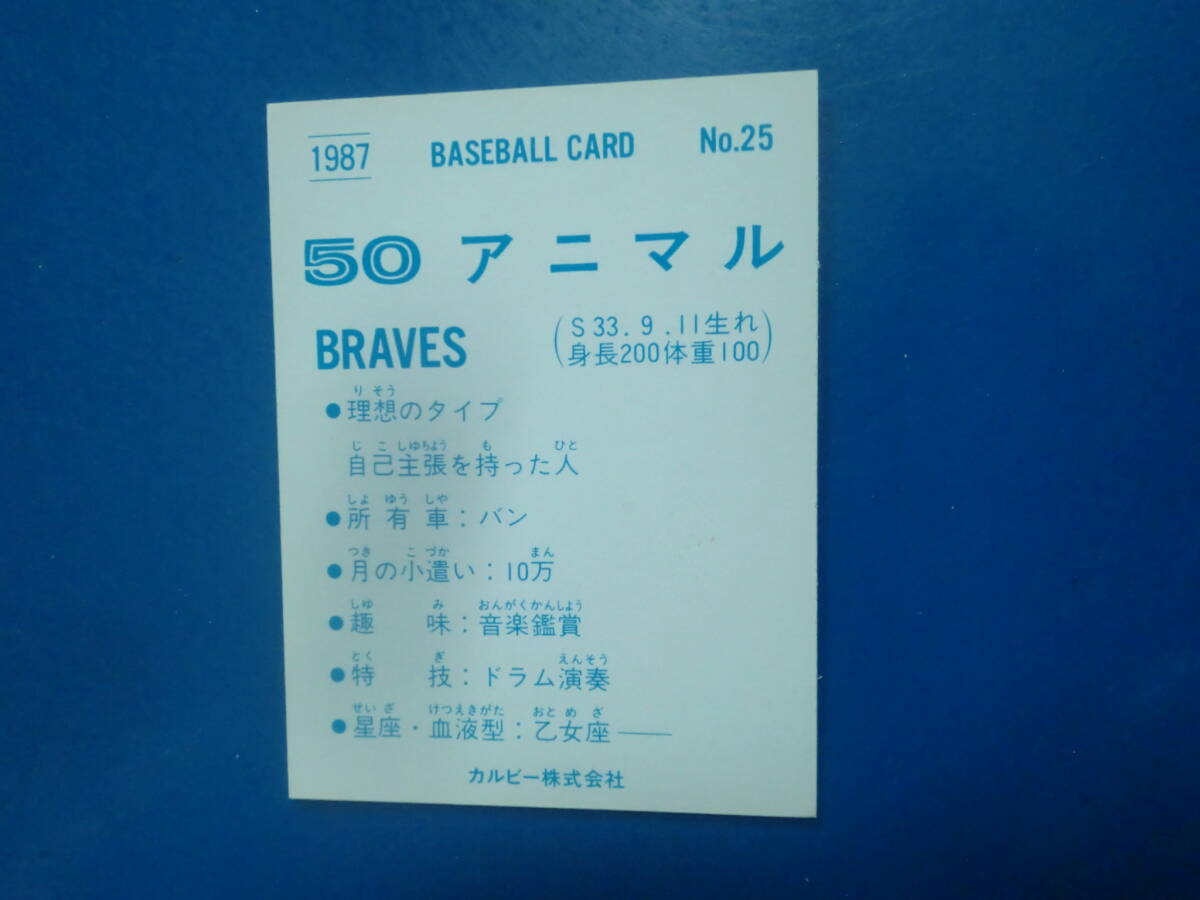 1987 BASEBALL CARD No.25
50 アニマル
BRAVES
(S33.9.11生れ
身長200体重100)
り そう
●理想のタイプ
じ こ しゆちよう も ひと
自己主張を持った人
しよ ゆう しや
●所有車:バン
つき こ づか まん
●月の小遣い:10万
しゆ み おんがくかんしよう
●趣味:音楽鑑賞
とく ぎ えんそう
●特技:ドラム演奏
せい ざ けつえきがた おと め ざ
●星座・血液型:乙女座——
カルビー株式会社